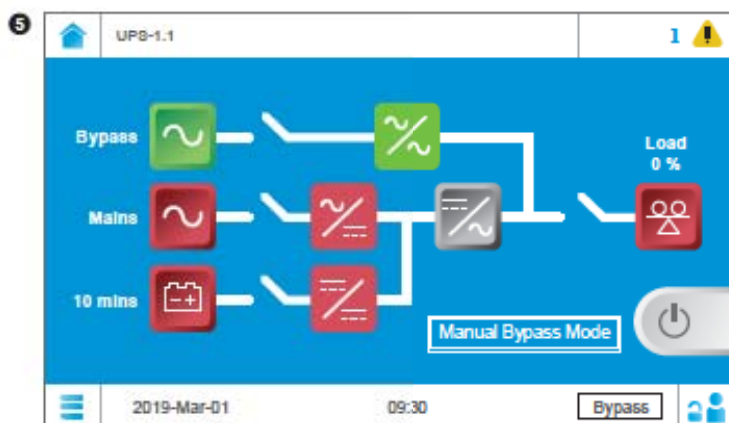 5
UPS-1.1
1
Bypass
Load
0 %
Mains
10 mins
Manual Bypass Mode
2019-Mar-01
09:30
Bypass